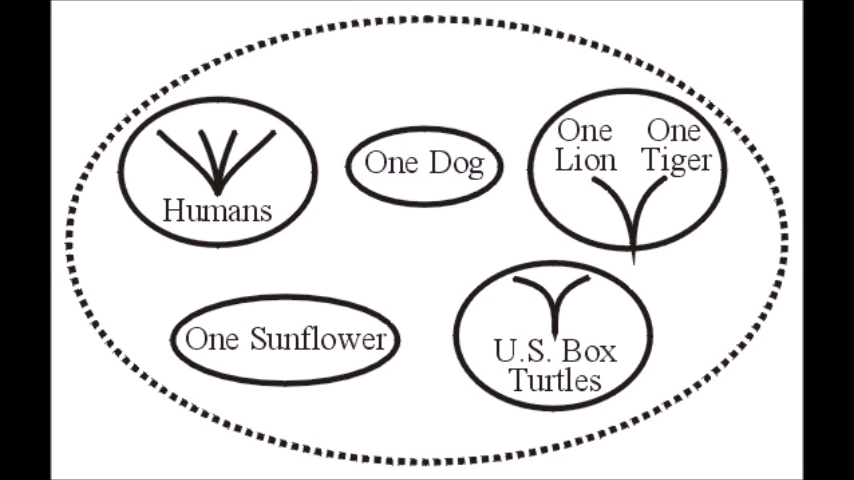 One One
Lion Tiger
One Dog
Humans
One Sunflower
U.S. Box
Turtles